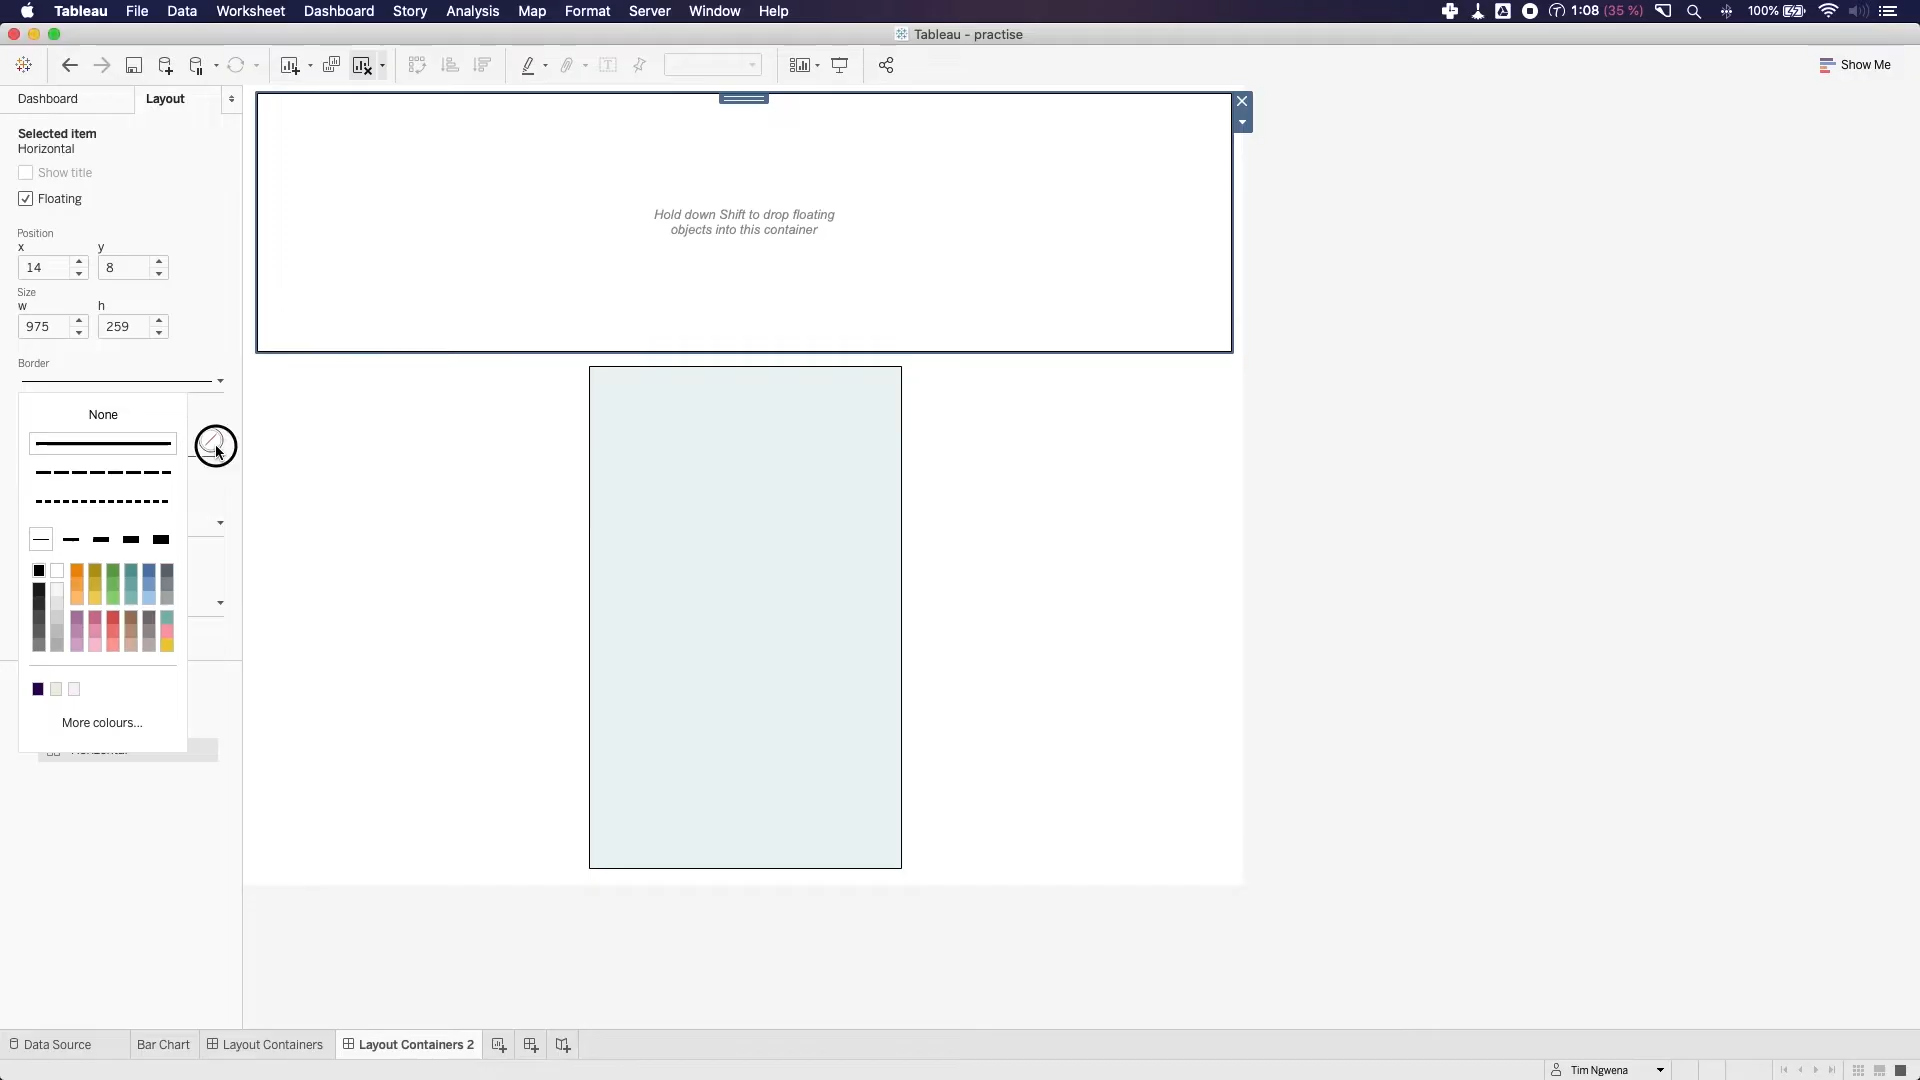 Tableau File Data Worksheet Dashboard Story Analysis Map Format Server Window Help 1:08 (35 %) 100%
Tableau - practise
Show Me
Dashboard Layout
Selected item
Horizontal
Show title
Floating
Position
x y
14 8
Size
w h
975 259
Border
None
More colours...
Hold down Shift to drop floating
objects into this container
Data Source Bar Chart Layout Containers Layout Containers 2
Tim Ngwena